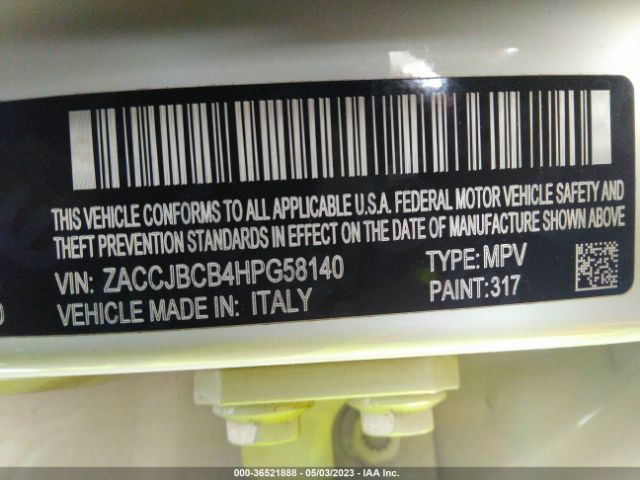 THIS VEHICLE CONFORMS TO ALL APPLICABLE U.S.A. FEDERAL MOTOR VEHICLE SAFETY AND
THEFT PREVENTION STANDARDS IN EFFECT ON THE DATE OF MANUFACTURE SHOWN ABOVE
VIN: ZACCJBCB4HPG58140 TYPE:MPV
VEHICLE MADE IN: ITALY PAINT:317
0
000-36521888 - 05/03/2023 - IAA Inc.